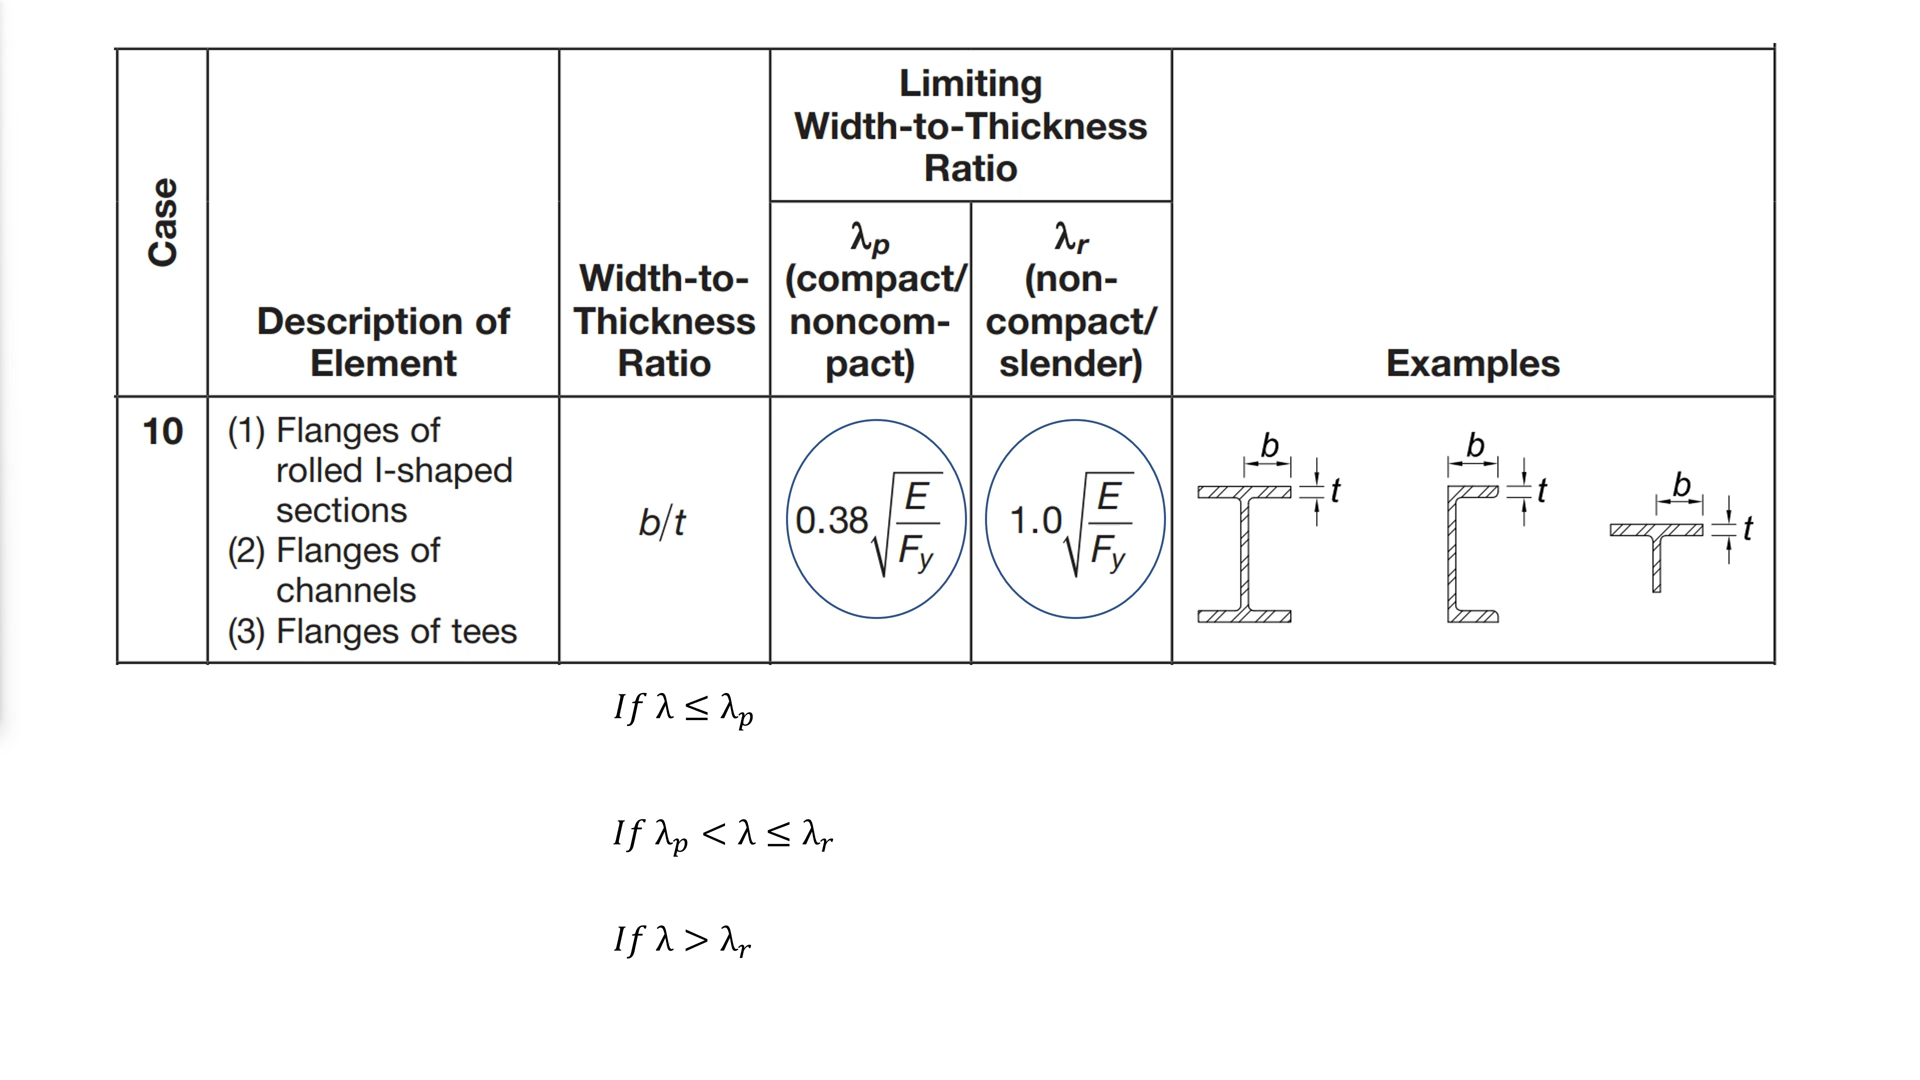 Case
Description of
Element
Width-to-
Thickness
Ratio
Limiting
Width-to-Thickness
Ratio
λp
(compact/
noncom-
pact)
λr
(non-
compact/
slender)
Examples
10
(1) Flanges of
rolled I-shaped
sections
(2) Flanges of
channels
(3) Flanges of tees
b/t
0.38√(E/Fy)
1.0√(E/Fy)
b
t
b
t
b
t
If λ ≤ λp
If λp < λ ≤ λr
If λ > λr